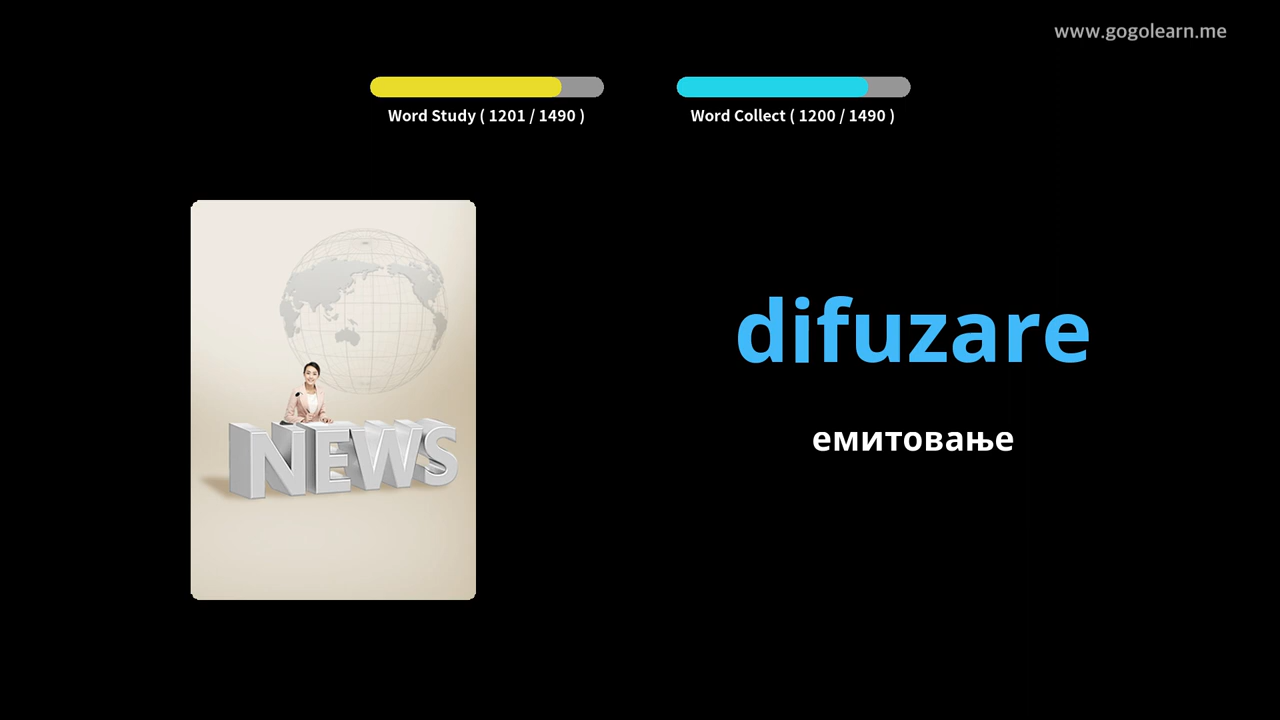 www.gogolearn.me
Word Study ( 1201 / 1490 )
Word Collect ( 1200 / 1490 )
NEWS
difuzare
емитовање